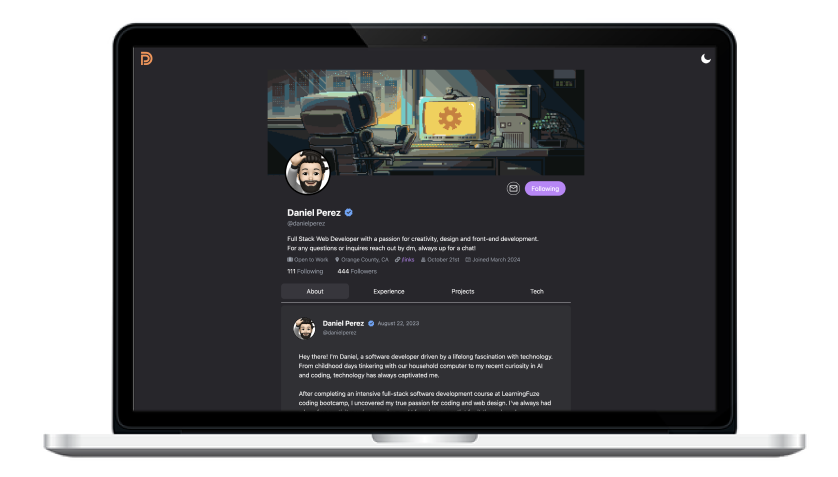 Following
Daniel Perez
@danielperez
Full Stack Web Developer with a passion for creativity, design and front-end development.
For any questions or inquires reach out by dm, always up for a chat!
Open to Work Orange County, CA /links October 21st Joined March 2024
111 Following 444 Followers
About Experience Projects Tech
Daniel Perez August 22, 2023
@danielperez
Hey there! I'm Daniel, a software developer driven by a lifelong fascination with technology.
From childhood days tinkering with our household computer to my recent curiosity in AI
and coding, technology has always captivated me.
After completing an intensive full-stack software development course at LearningFuze
coding bootcamp, I uncovered my true passion for coding and web design. I've always had